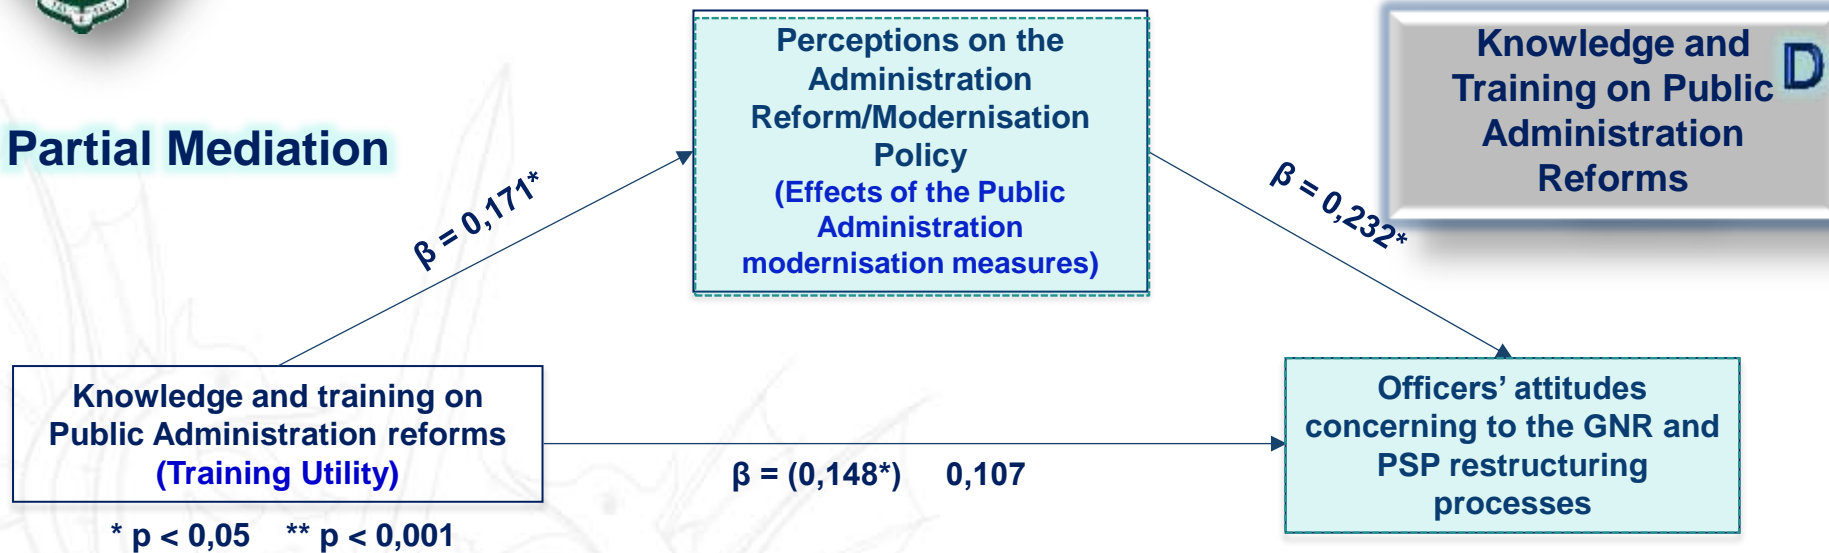 Perceptions on the
Administration
Reform/Modernisation
Policy
(Effects of the Public
Administration
modernisation measures)
Knowledge and
Training on Public
Administration
Reforms
D
Partial Mediation
β = 0,171*
β = 0,232*
Knowledge and training on
Public Administration reforms
(Training Utility)
β = (0,148*) 0,107
Officers’ attitudes
concerning to the GNR and
PSP restructuring
processes
* p < 0,05 ** p < 0,001